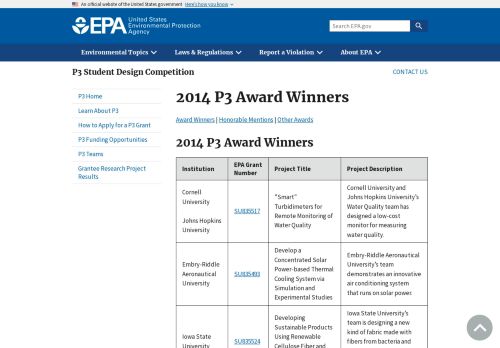 An official website of the United States government Here's how you know
EPA United States Environmental Protection Agency
Search EPA.gov
Environmental Topics Laws & Regulations Report a Violation About EPA
P3 Student Design Competition
CONTACT US
P3 Home
Learn About P3
How to Apply for a P3 Grant
P3 Funding Opportunities
P3 Teams
Grantee Research Project
Results
2014 P3 Award Winners
Award Winners | Honorable Mentions | Other Awards
2014 P3 Award Winners
Institution
EPA Grant
Number
Project Title
Project Description
Cornell
University
Johns Hopkins
University
SU835517
"Smart"
Turbidimeters for
Remote Monitoring of
Water Quality
Cornell University and
Johns Hopkins University's
Water Quality team has
designed a low-cost
monitor for measuring
water quality.
Embry-Riddle
Aeronautical
University
SU835493
Develop a
Concentrated Solar
Power-based Thermal
Cooling System via
Simulation and
Experimental Studies
Embry-Riddle Aeronautical
University's team
demonstrates an innovative
air conditioning system
that runs on solar power.
Iowa State
University
SU835524
Developing
Sustainable Products
Using Renewable
Cellulose Fiber and
Iowa State University's
team is designing a new
kind of fabric made with
fibers from bacteria and